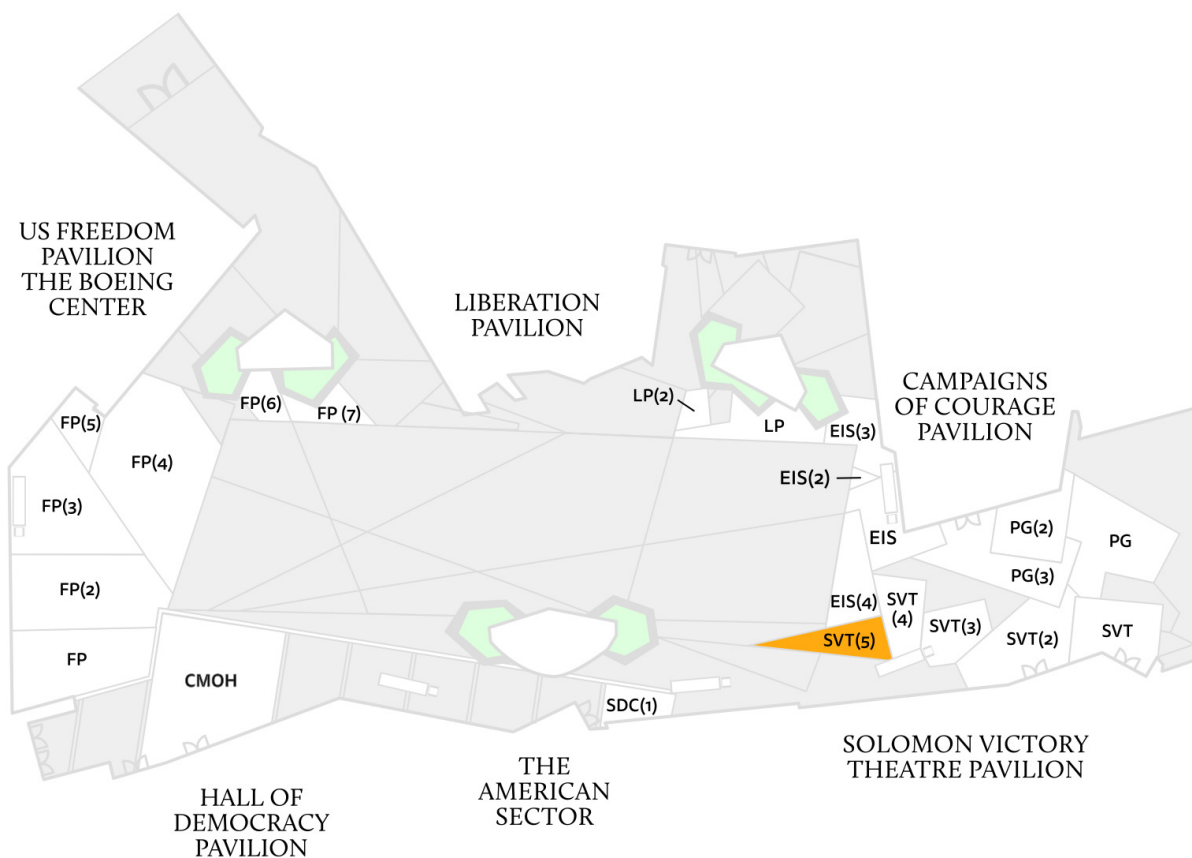 US FREEDOM
PAVILION
THE BOEING
CENTER
LIBERATION
PAVILION
CAMPAIGNS
OF COURAGE
PAVILION
FP(5)
FP(4)
FP(3)
FP(2)
FP
FP(6)
FP(7)
LP(2)
LP
EIS(3)
EIS(2)
EIS
EIS(4)
PG(2)
PG
PG(3)
SVT
(4)
SVT(3)
SVT(2)
SVT
SVT(5)
CMOH
SDC(1)
HALL OF
DEMOCRACY
PAVILION
THE
AMERICAN
SECTOR
SOLOMON VICTORY
THEATRE PAVILION